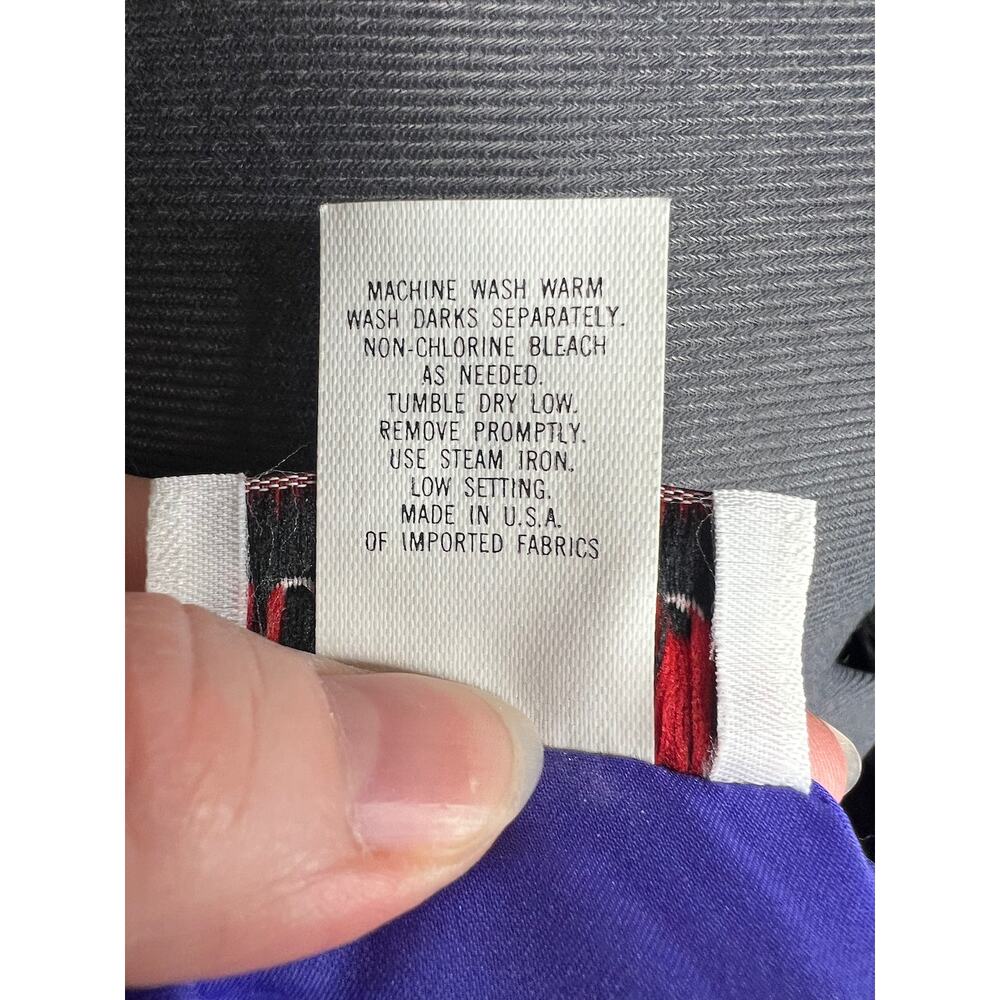 MACHINE WASH WARM
WASH DARKS SEPARATELY.
NON-CHLORINE BLEACH
AS NEEDED.
TUMBLE DRY LOW.
REMOVE PROMPTLY.
USE STEAM IRON.
LOW SETTING.
MADE IN U.S.A.
OF IMPORTED FABRICS